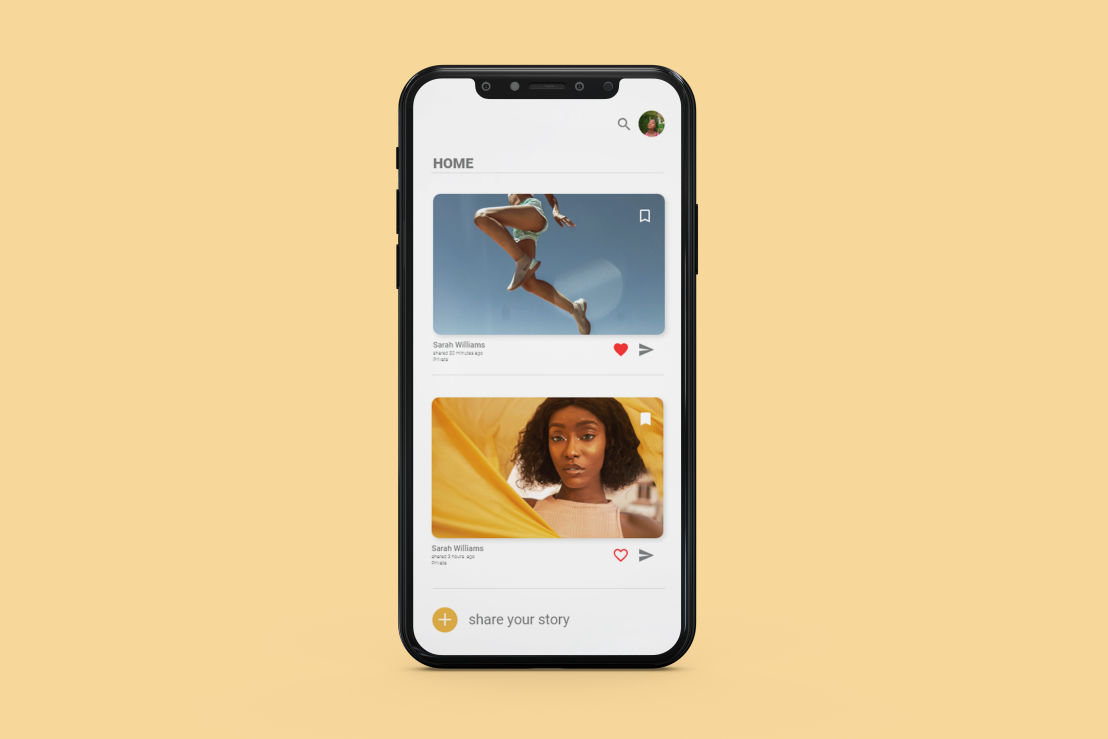 HOME
Sarah Williams
shared 30 minutes ago
Private
Sarah Williams
shared 3 hours ago
Private
share your story